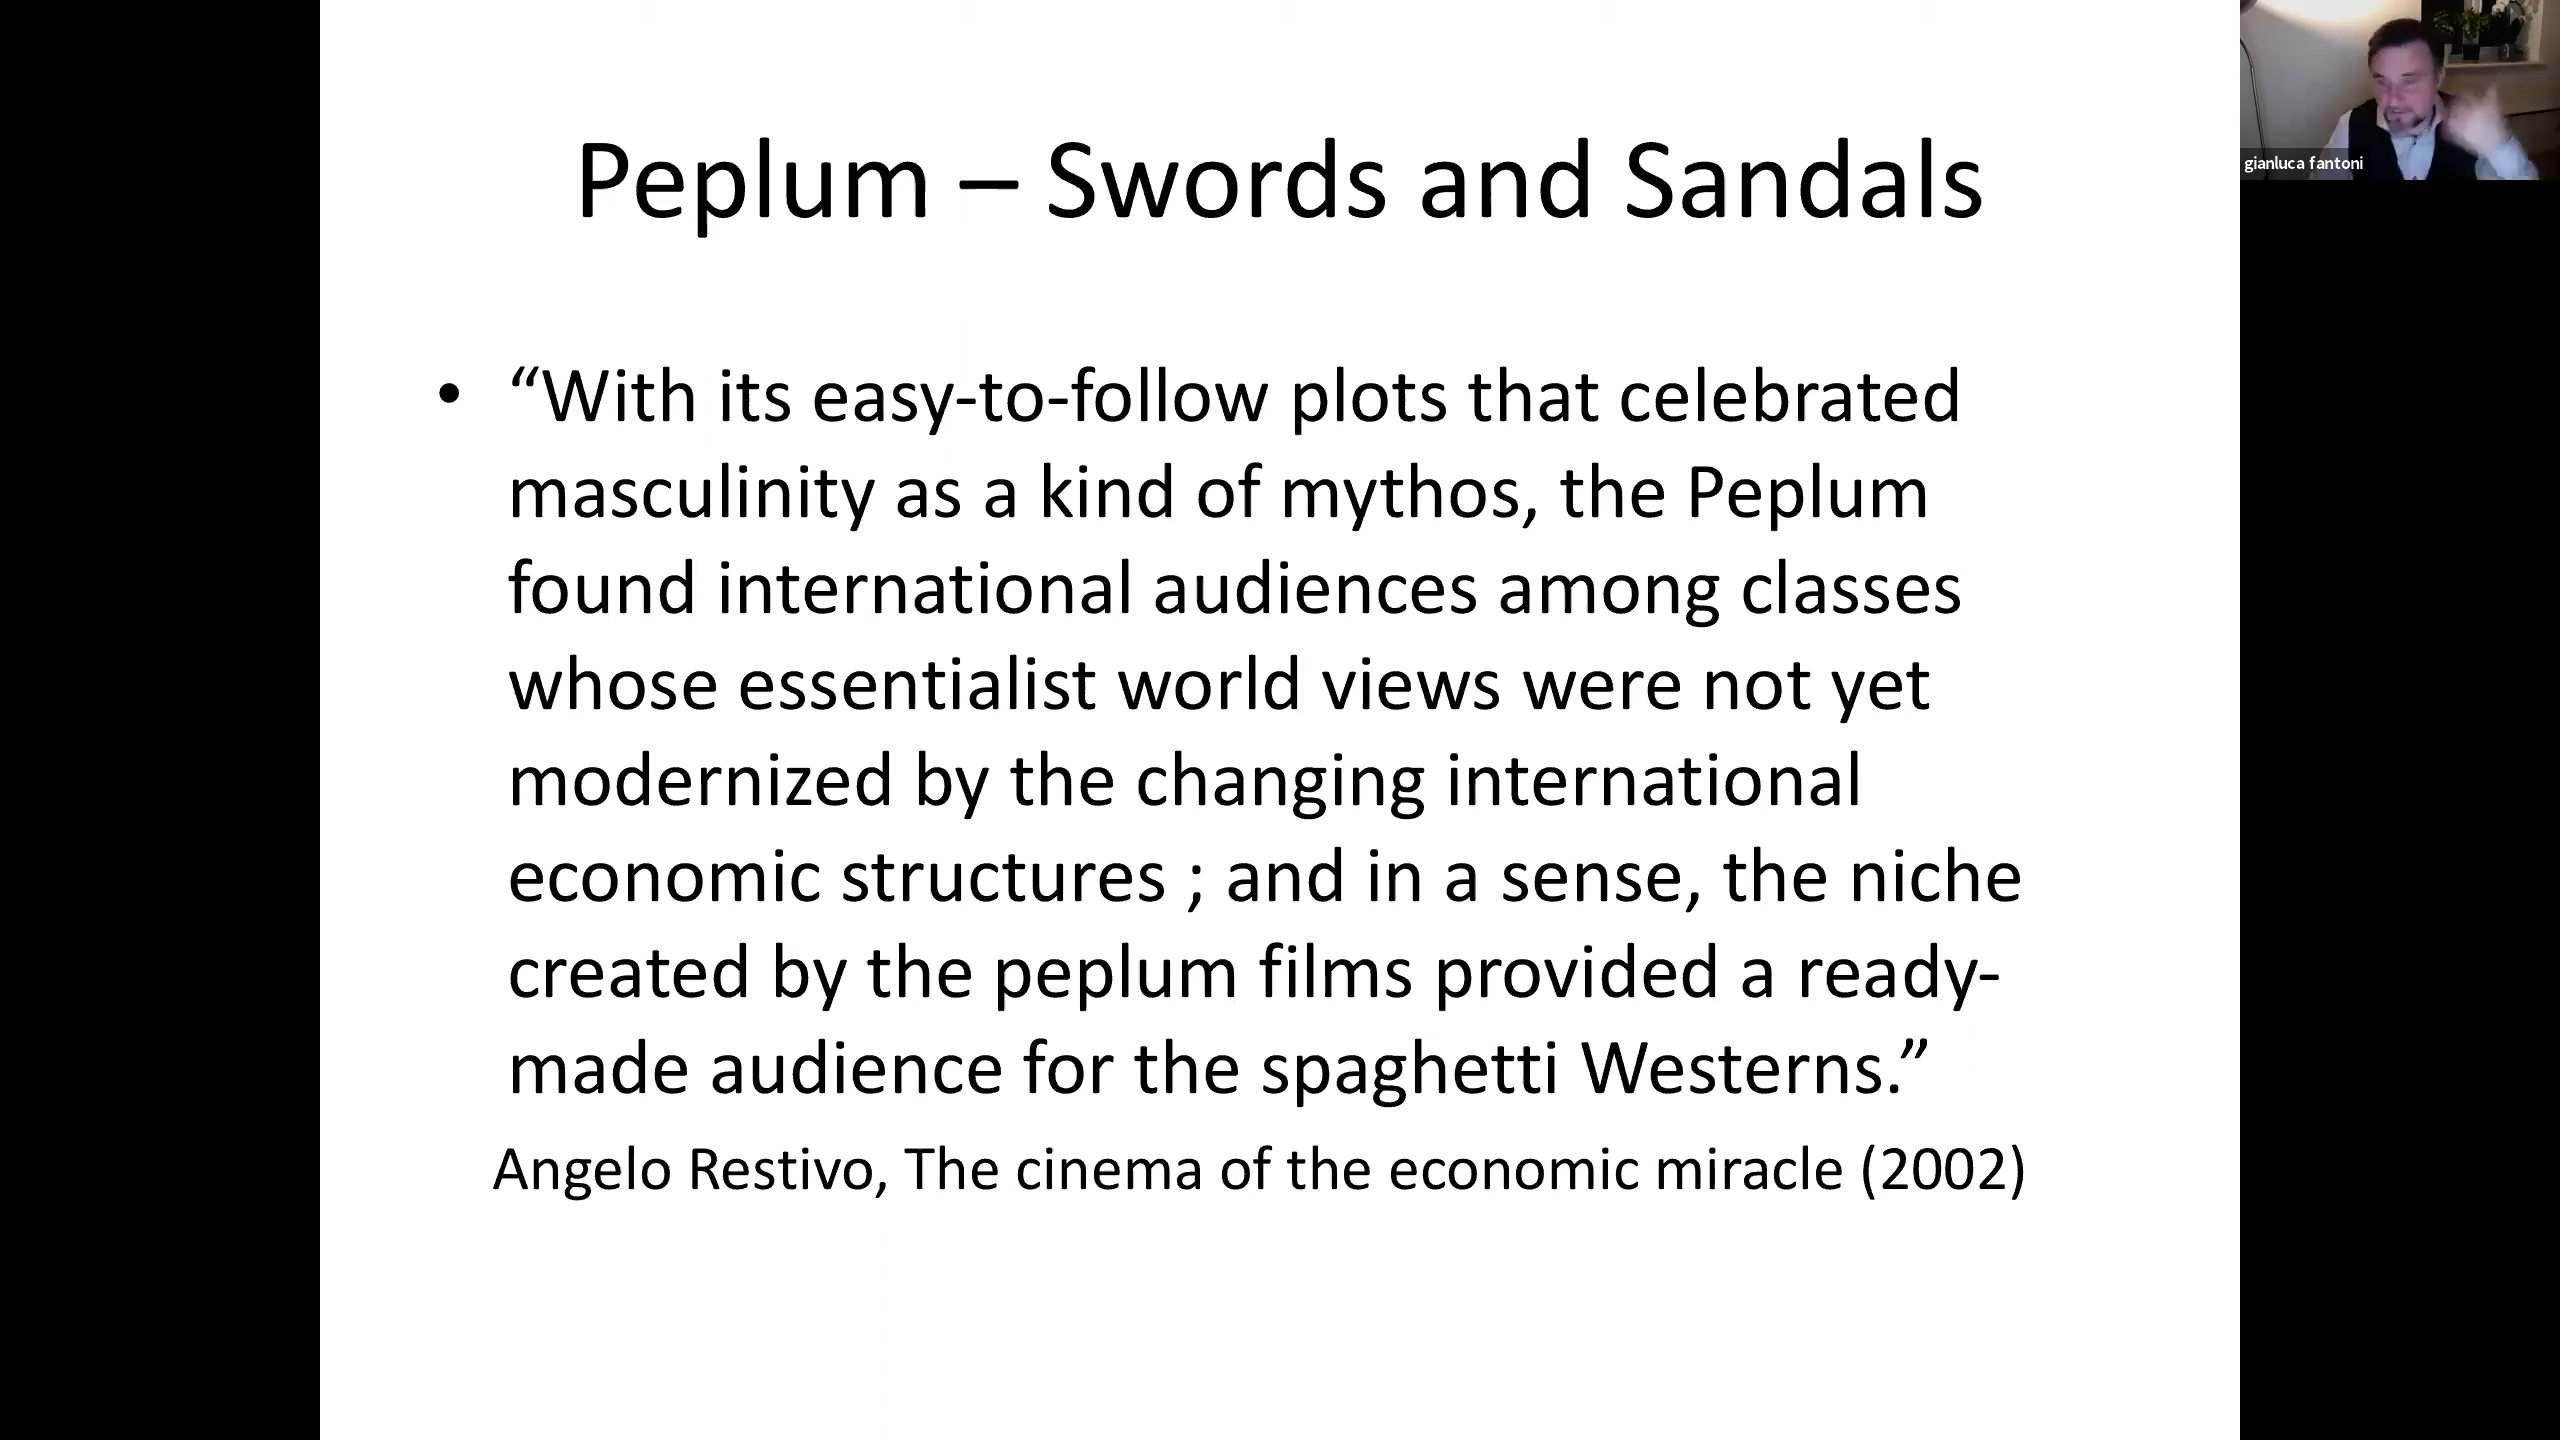 Peplum – Swords and Sandals
gianluca fantoni
• “With its easy-to-follow plots that celebrated
masculinity as a kind of mythos, the Peplum
found international audiences among classes
whose essentialist world views were not yet
modernized by the changing international
economic structures ; and in a sense, the niche
created by the peplum films provided a ready-
made audience for the spaghetti Westerns.”
Angelo Restivo, The cinema of the economic miracle (2002)